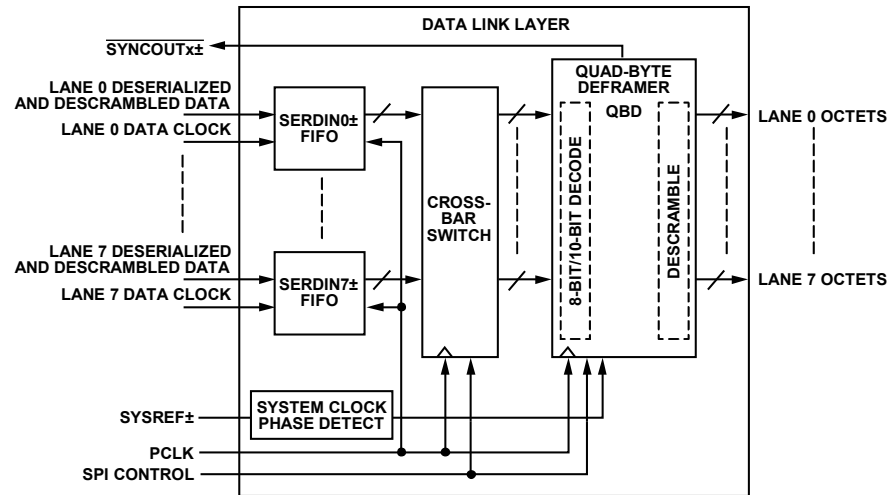 DATA LINK LAYER
SYNCOUTx±
QUAD-BYTE
DEFRAMER
QBD
LANE 0 DESERIALIZED
AND DESCRAMBLED DATA
LANE 0 DATA CLOCK
SERDIN0±
FIFO
LANE 0 OCTETS
CROSS-
BAR
SWITCH
8-BIT/10-BIT DECODE
DESCRAMBLE
LANE 7 DESERIALIZED
AND DESCRAMBLED DATA
LANE 7 DATA CLOCK
SERDIN7±
FIFO
LANE 7 OCTETS
SYSREF±
SYSTEM CLOCK
PHASE DETECT
PCLK
SPI CONTROL